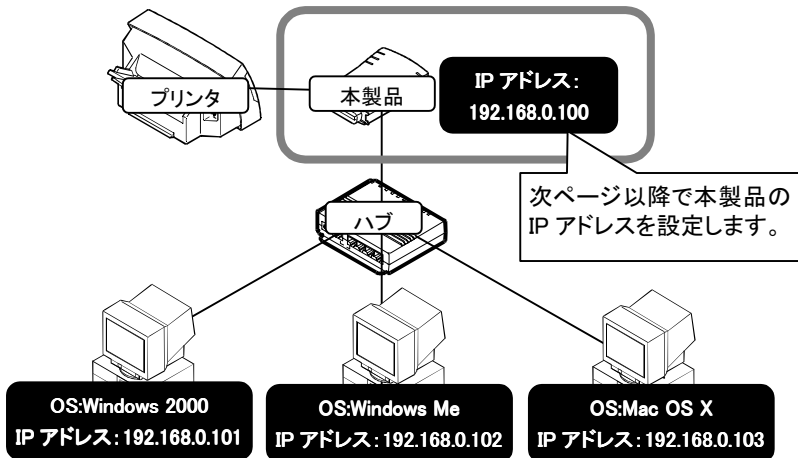 プリンタ
本製品
IP アドレス：
192.168.0.100
次ページ以降で本製品の
IP アドレスを設定します。
ハブ
OS:Windows 2000
IP アドレス：192.168.0.101
OS:Windows Me
IP アドレス：192.168.0.102
OS:Mac OS X
IP アドレス：192.168.0.103